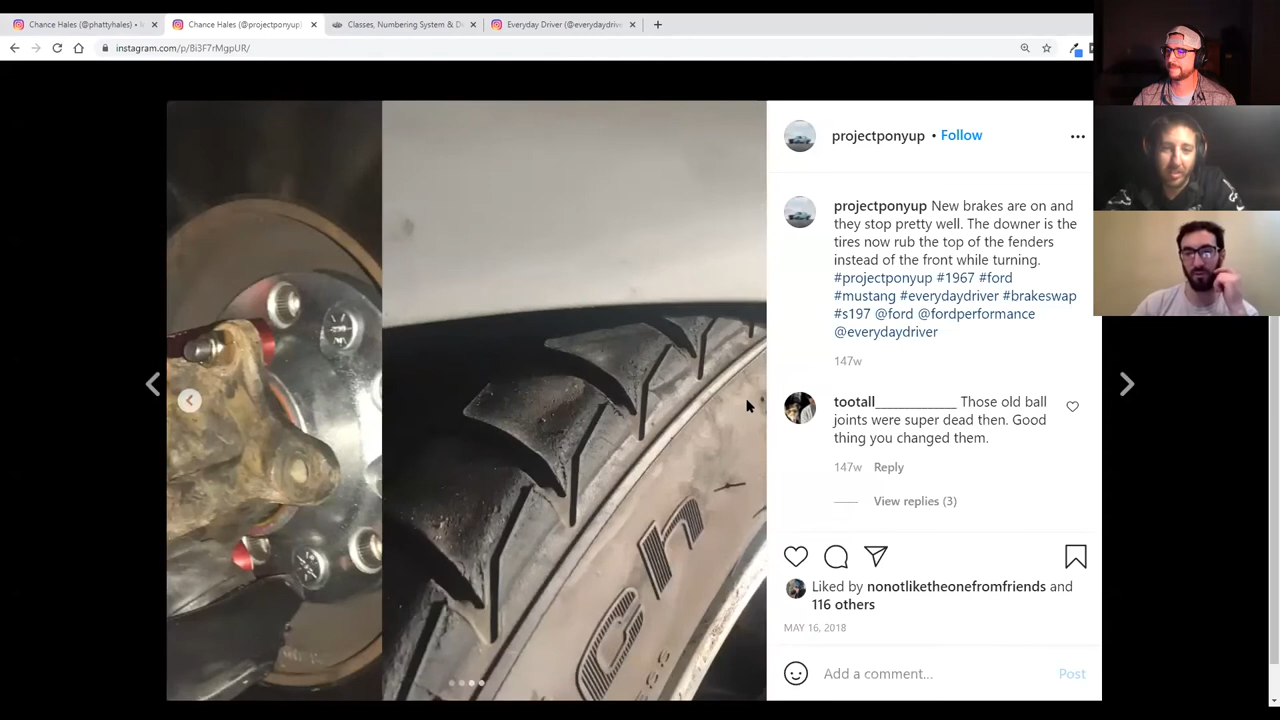 Chance Hales (@phattyhales) •
Chance Hales (@projectponyup)
Classes, Numbering System & D
Everyday Driver (@everydaydrive
instagram.com/p/Bi3F7rMgpUR/
projectponyup • Follow
projectponyup New brakes are on and
they stop pretty well. The downer is the
tires now rub the top of the fenders
instead of the front while turning.
#projectponyup #1967 #ford
#mustang #everydaydriver #brakeswap
#s197 @ford @fordperformance
@everydaydriver
147w
tootall__________ Those old ball
joints were super dead then. Good
thing you changed them.
147w Reply
View replies (3)
Liked by nonotliketheonefromfriends and
116 others
MAY 16, 2018
Add a comment... Post
ch